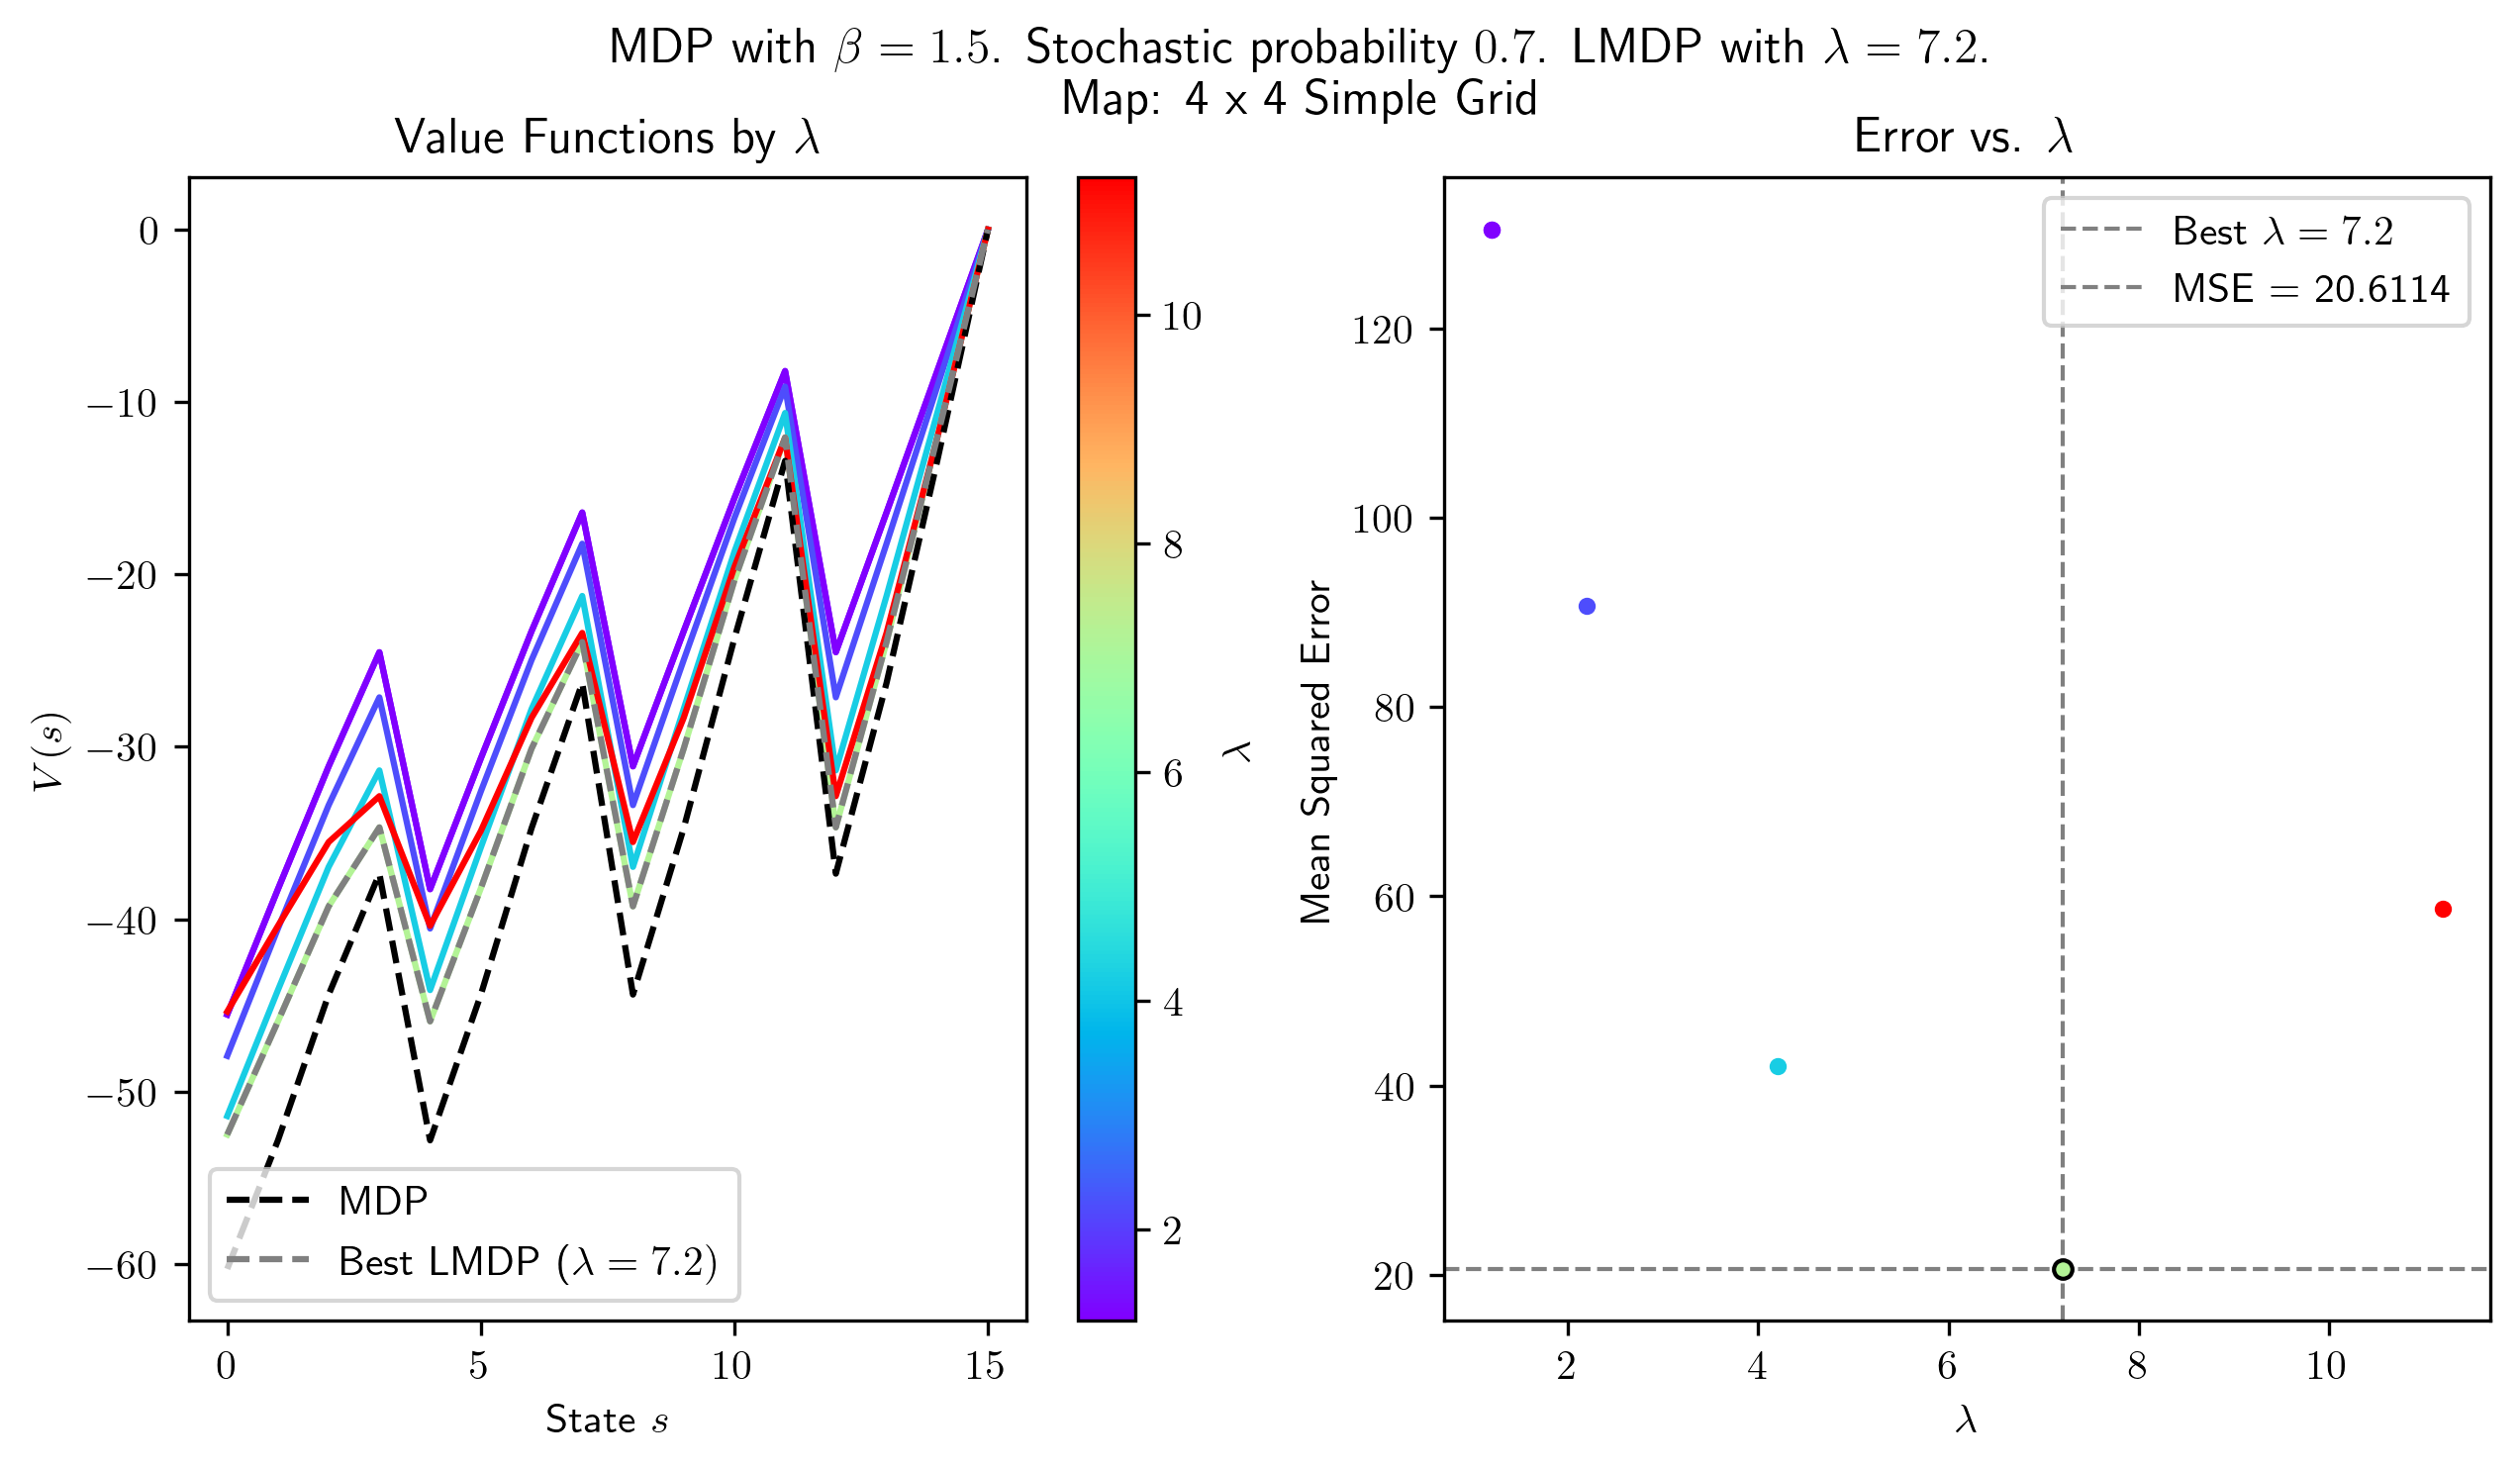 MDP with β = 1.5. Stochastic probability 0.7. LMDP with λ = 7.2.
Map: 4 x 4 Simple Grid
Value Functions by λ
0
−10
−20
−30
−40
−50
−60
V(s)
MDP
Best LMDP (λ = 7.2)
0
5
10
15
State s
10
8
6
4
2
λ
Error vs. λ
Best λ = 7.2
MSE = 20.6114
120
100
80
60
40
20
Mean Squared Error
2
4
6
8
10
λ